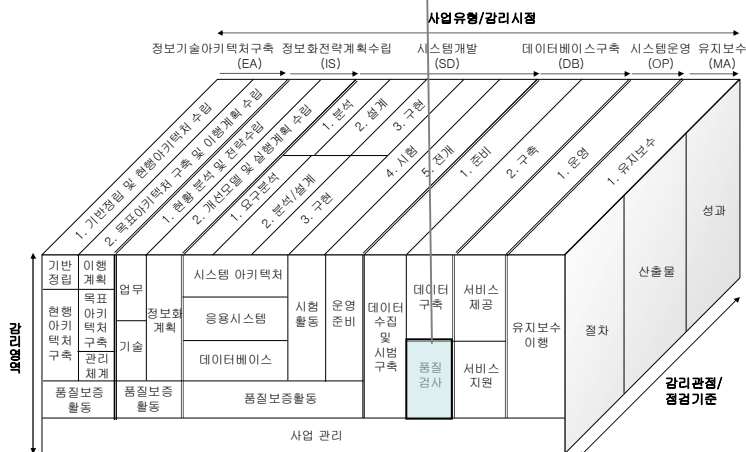 사업유형/감리시점
정보기술아키텍처구축
(EA)
정보화전략계획수립
(IS)
시스템개발
(SD)
데이터베이스구축
(DB)
시스템운영
(OP)
유지보수
(MA)
1. 기반정립 및 현행아키텍처 수립
2. 목표아키텍처 구축 및 이행계획 수립
1. 현황 분석 및 전략수립
2. 개선모델 및 실행계획 수립
1. 분석
2. 설계
3. 구현
1. 요구분석
2. 분석/설계
3. 구현
4. 시험
5. 전개
1. 준비
2. 구축
1. 운영
1. 유지보수
감리영역
기반
정립
이행
계획
현행
아키
텍처
구축
목표
아키
텍처
구축
관리
체계
품질보증
활동
업무
기술
정보화
계획
품질보증
활동
시스템 아키텍처
응용시스템
데이터베이스
시험
활동
운영
준비
품질보증활동
데이터
수집
및
시범
구축
데이터
구축
품질
검사
서비스
제공
서비스
지원
유지보수
이행
사업 관리
절차
산출물
성과
감리관점/
점검기준